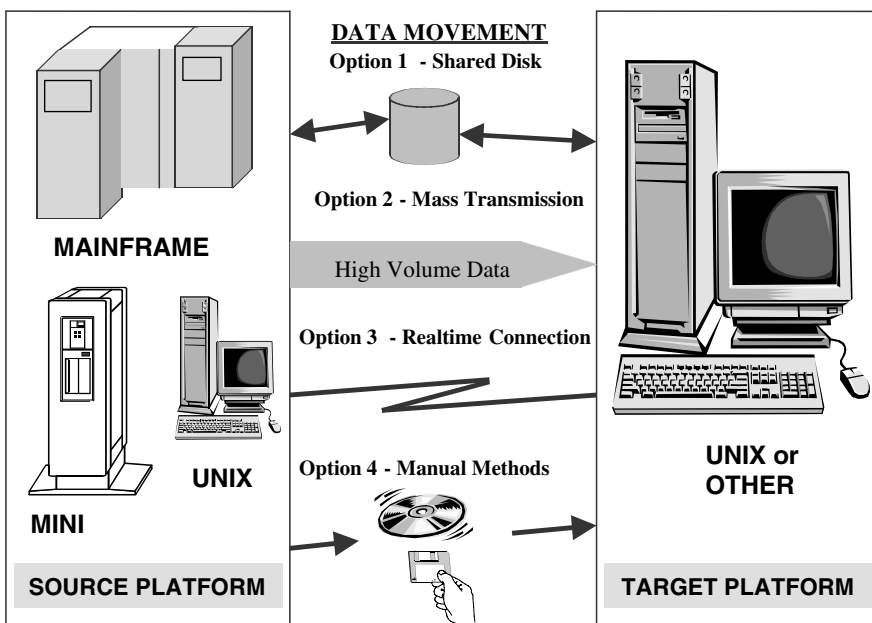 DATA MOVEMENT
Option 1 - Shared Disk
Option 2 - Mass Transmission
High Volume Data
Option 3 - Realtime Connection
Option 4 - Manual Methods
MAINFRAME
UNIX
MINI
SOURCE PLATFORM
UNIX or
OTHER
TARGET PLATFORM